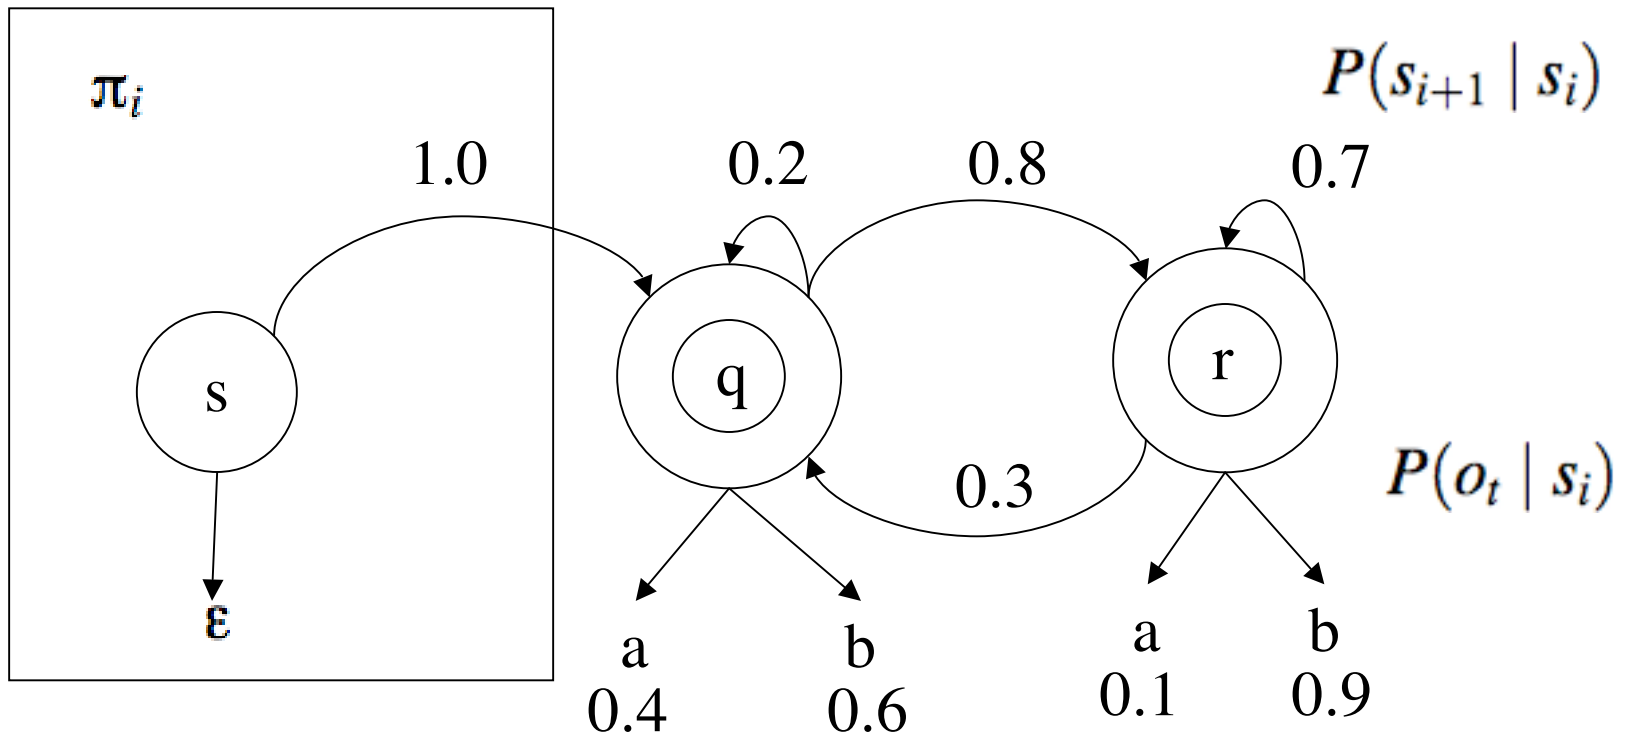 πi
P(si+1 | si)
1.0
0.2
0.8
0.7
s
q
r
0.3
P(ot | si)
ε
a
b
a
b
0.4
0.6
0.1
0.9